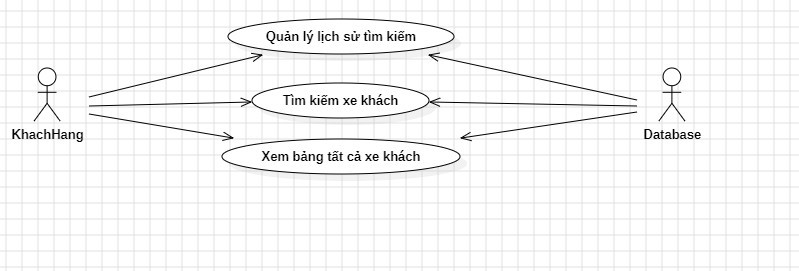 Quản lý lịch sử tìm kiếm
Tìm kiếm xe khách
KhachHang
Database
Xem bảng tất cả xe khách